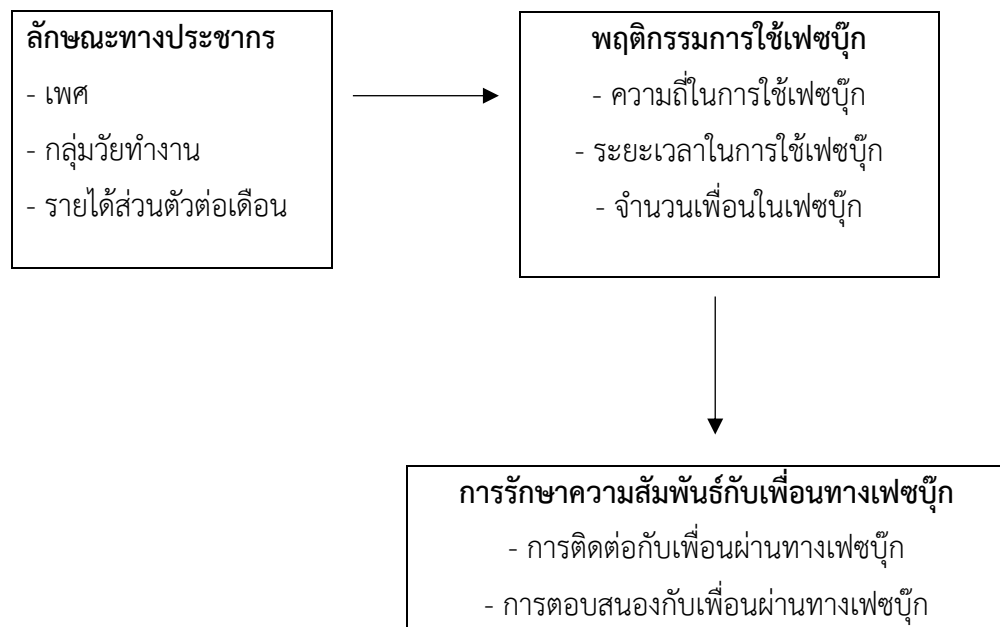 ลักษณะทางประชากร
- เพศ
- กลุ่มวัยทำงาน
- รายได้ส่วนตัวต่อเดือน
พฤติกรรมการใช้เฟซบุ๊ก
- ความถี่ในการใช้เฟซบุ๊ก
- ระยะเวลาในการใช้เฟซบุ๊ก
- จำนวนเพื่อนในเฟซบุ๊ก
การรักษาความสัมพันธ์กับเพื่อนทางเฟซบุ๊ก
- การติดต่อกับเพื่อนผ่านทางเฟซบุ๊ก
- การตอบสนองกับเพื่อนผ่านทางเฟซบุ๊ก